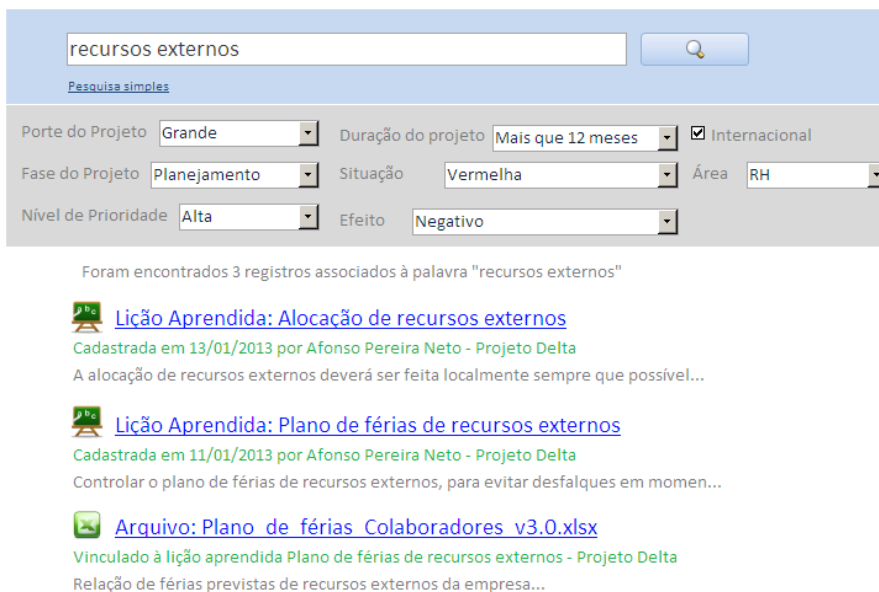 recursos externos
Pesquisa simples
Porte do Projeto Grande Duração do projeto Mais que 12 meses Internacional
Fase do Projeto Planejamento Situação Vermelha Área RH
Nível de Prioridade Alta Efeito Negativo
Foram encontrados 3 registros associados à palavra "recursos externos"
Lição Aprendida: Alocação de recursos externos
Cadastrada em 13/01/2013 por Afonso Pereira Neto - Projeto Delta
A alocação de recursos externos deverá ser feita localmente sempre que possível...
Lição Aprendida: Plano de férias de recursos externos
Cadastrada em 11/01/2013 por Afonso Pereira Neto - Projeto Delta
Controlar o plano de férias de recursos externos, para evitar desfalques em momen...
Arquivo: Plano_de_férias_Colaboradores_v3.0.xlsx
Vinculado à lição aprendida Plano de férias de recursos externos - Projeto Delta
Relação de férias previstas de recursos externos da empresa...